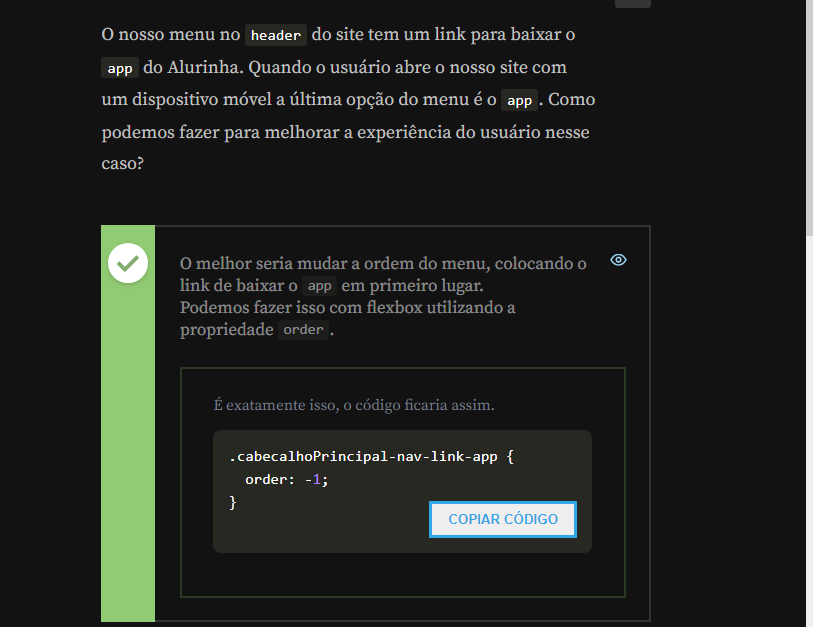 O nosso menu no header do site tem um link para baixar o
app do Alurinha. Quando o usuário abre o nosso site com
um dispositivo móvel a última opção do menu é o app. Como
podemos fazer para melhorar a experiência do usuário nesse
caso?
O melhor seria mudar a ordem do menu, colocando o
link de baixar o app em primeiro lugar.
Podemos fazer isso com flexbox utilizando a
propriedade order.
É exatamente isso, o código ficaria assim.
.cabecalhoPrincipal-nav-link-app {
  order: -1;
}
COPIAR CÓDIGO